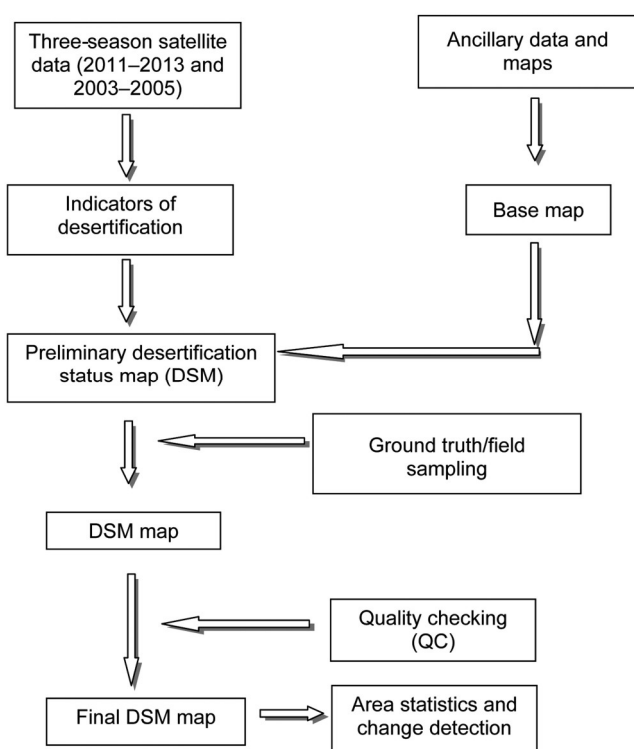 Three-season satellite
data (2011–2013 and
2003–2005)
Ancillary data and
maps
Indicators of
desertification
Base map
Preliminary desertification
status map (DSM)
Ground truth/field
sampling
DSM map
Quality checking
(QC)
Final DSM map
Area statistics and
change detection